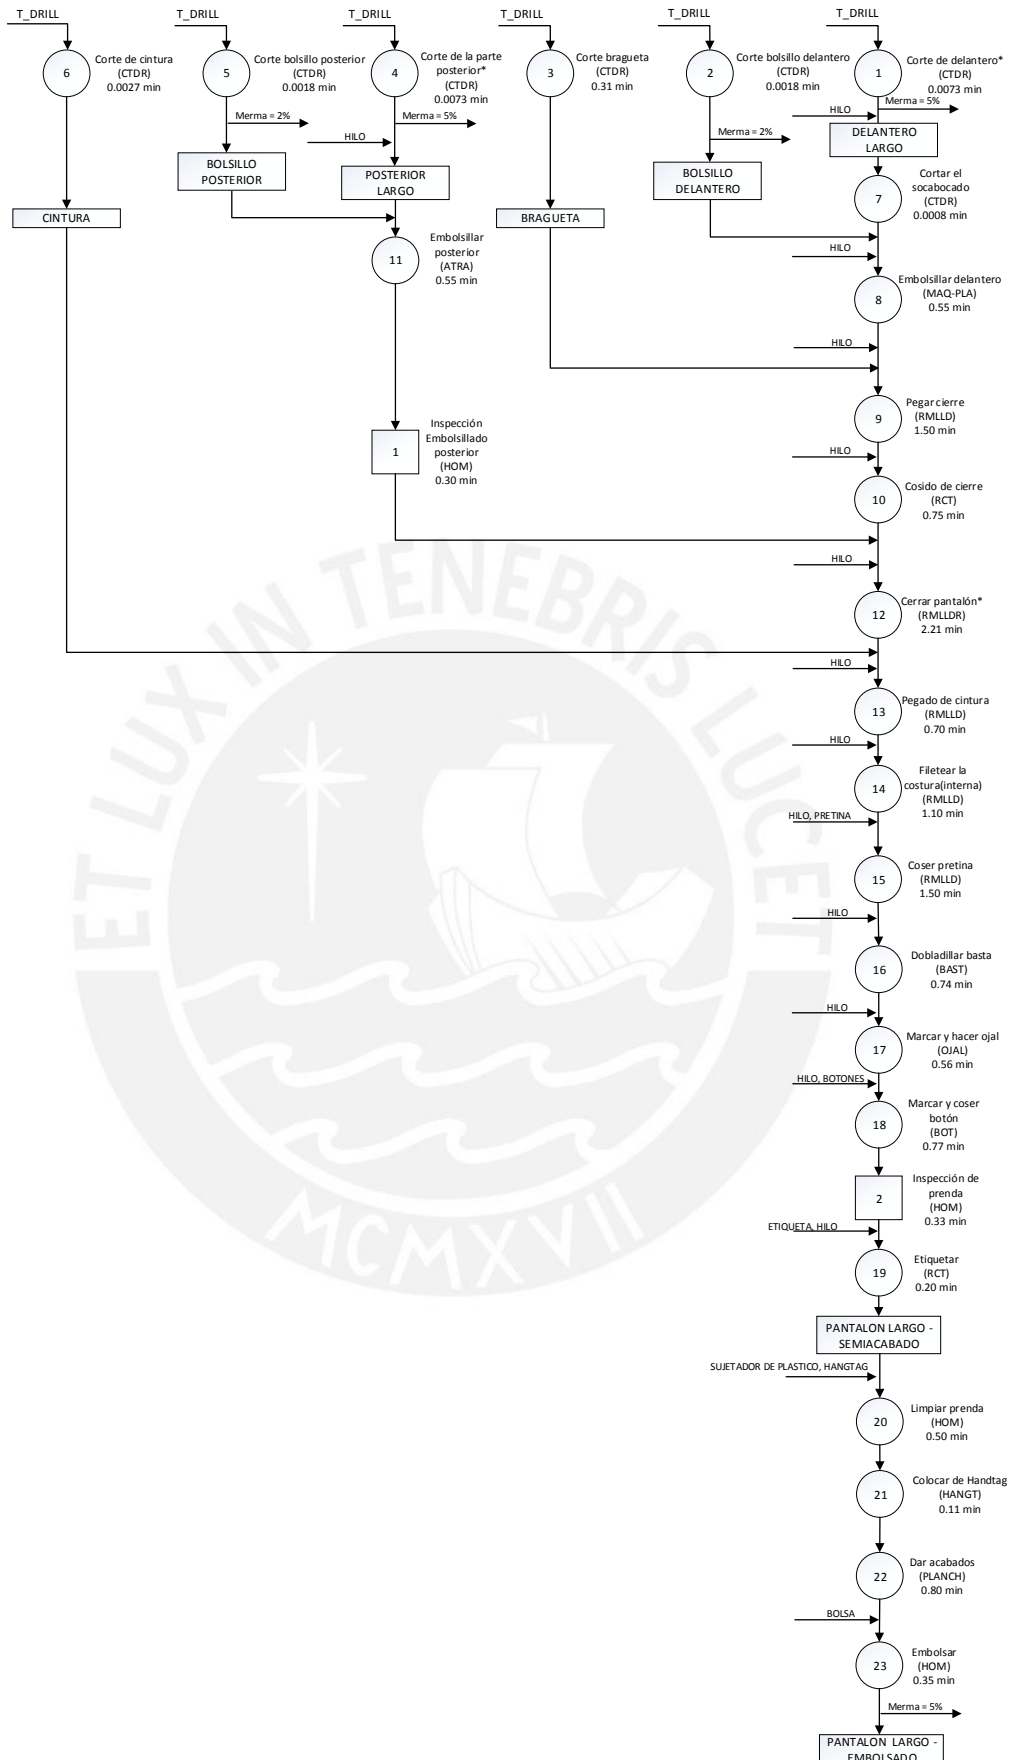 T_DRILL
T_DRILL
T_DRILL
T_DRILL
T_DRILL
T_DRILL
6
Corte de cintura
(CTDR)
0.0027 min
5
Corte bolsillo posterior
(CTDR)
0.0018 min
4
Corte de la parte
posterior*
(CTDR)
0.0073 min
3
Corte bragueta
(CTDR)
0.31 min
2
Corte bolsillo delantero
(CTDR)
0.0018 min
1
Corte de delantero*
(CTDR)
0.0073 min
Merma = 2%
Merma = 5%
HILO
Merma = 2%
HILO
Merma = 5%
BOLSILLO
POSTERIOR
POSTERIOR
LARGO
BOLSILLO
DELANTERO
DELANTERO
LARGO
CINTURA
BRAGUETA
7
Cortar el
socabocado
(CTDR)
0.0008 min
11
Embolsillar
posterior
(ATRA)
0.55 min
HILO
8
Embolsillar delantero
(MAQ-PLA)
0.55 min
HILO
9
Pegar cierre
(RMLLD)
1.50 min
1
Inspección
Embolsillado
posterior
(HOM)
0.30 min
HILO
10
Cosido de cierre
(RCT)
0.75 min
HILO
12
Cerrar pantalón*
(RMLLDR)
2.21 min
HILO
13
Pegado de cintura
(RMLLD)
0.70 min
HILO
14
Filetear la
costura(interna)
(RMLLD)
1.10 min
HILO, PRETINA
15
Coser pretina
(RMLLD)
1.50 min
HILO
16
Dobladillar basta
(BAST)
0.74 min
HILO
17
Marcar y hacer ojal
(OJAL)
0.56 min
HILO, BOTONES
18
Marcar y coser
botón
(BOT)
0.77 min
2
Inspección de
prenda
(HOM)
0.33 min
ETIQUETA, HILO
19
Etiquetar
(RCT)
0.20 min
PANTALON LARGO -
SEMIACABADO
SUJETADOR DE PLASTICO, HANGTAG
20
Limpiar prenda
(HOM)
0.50 min
21
Colocar de Handtag
(HANGT)
0.11 min
22
Dar acabados
(PLANCH)
0.80 min
BOLSA
23
Embolsar
(HOM)
0.35 min
Merma = 5%
PANTALON LARGO -
EMBOLSADO
ET LUX IN TENEBRIS LUCET
MCMXVII